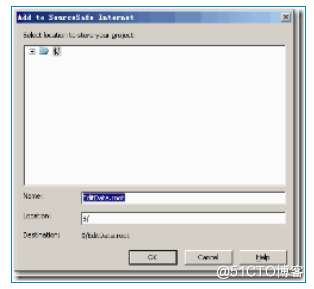 Add to SourceSafe Internet
Select location to store your project:
$/
Name:
EditData.root
Location:
$/
Destination:
$/EditData.root
OK
Cancel
Help
@51CTO博客